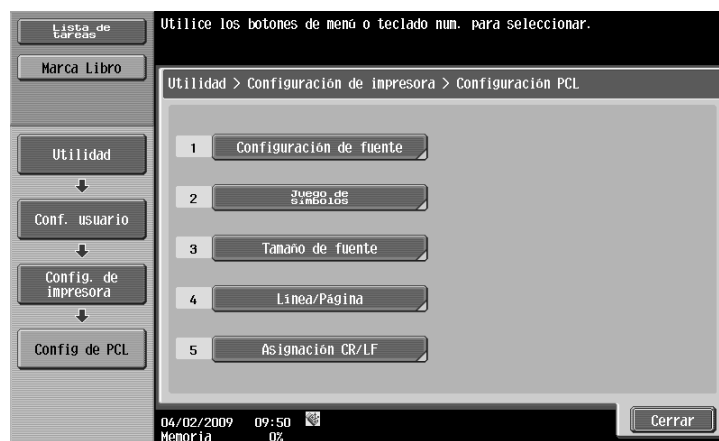 Lista de
tareas
Marca Libro
Utilice los botones de menú o teclado num. para seleccionar.
Utilidad > Configuración de impresora > Configuración PCL
Utilidad
Conf. usuario
Config. de
impresora
Config de PCL
1 Configuración de fuente
2 Juego de
símbolos
3 Tamaño de fuente
4 Línea/Página
5 Asignación CR/LF
04/02/2009 09:50
Memoria 0%
Cerrar